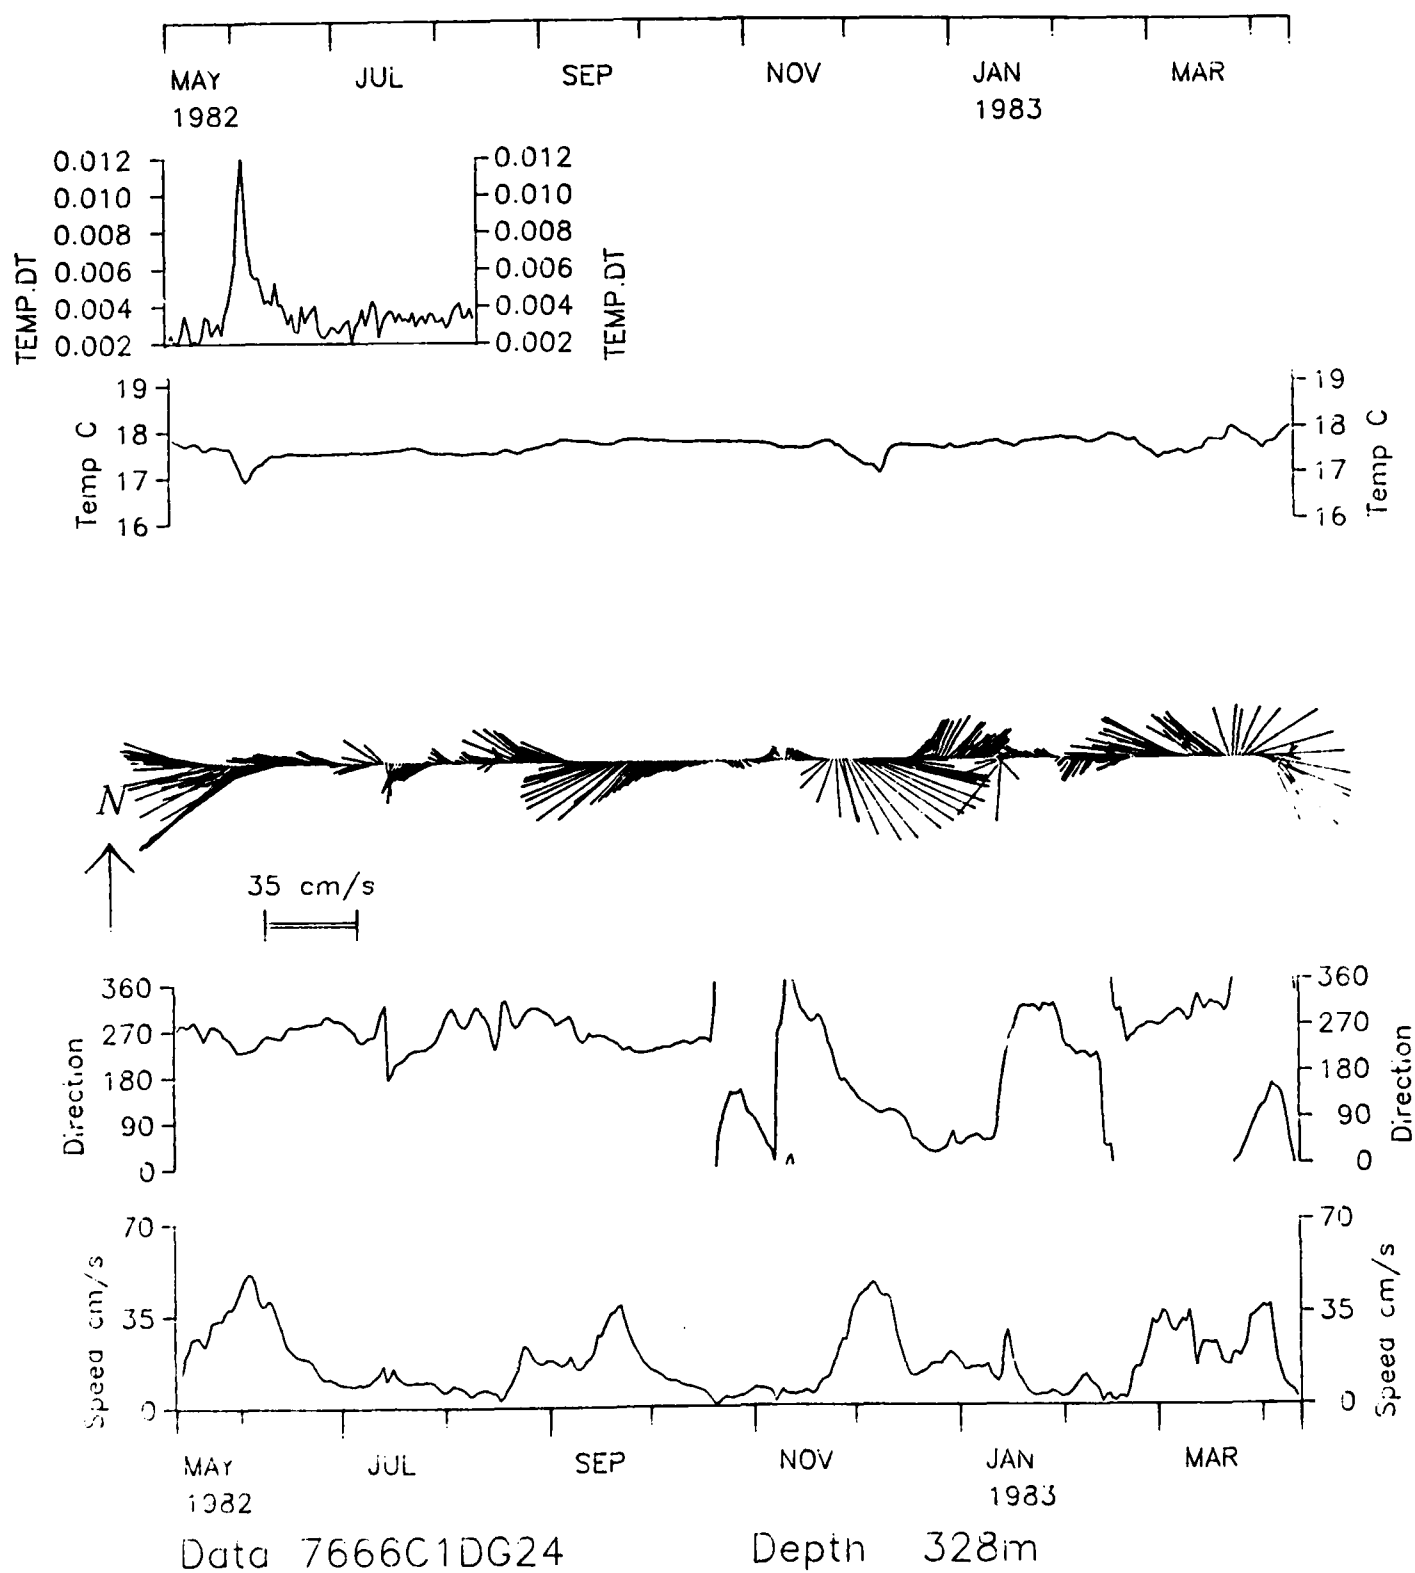 MAY JUL SEP NOV JAN MAR
1982 1983
0.012 0.012
0.010 0.010
0.008 0.008
0.006 0.006
0.004 0.004
0.002 0.002
TEMP.DT TEMP.DT
19 19
18 18
17 17
16 16
Temp C Temp C
N
35 cm/s
360 360
270 270
180 180
90 90
0 0
Direction Direction
70 70
35 35
0 0
Speed cm/s Speed cm/s
MAY JUL SEP NOV JAN MAR
1982 1983
Data 7666C1DG24 Depth 328m